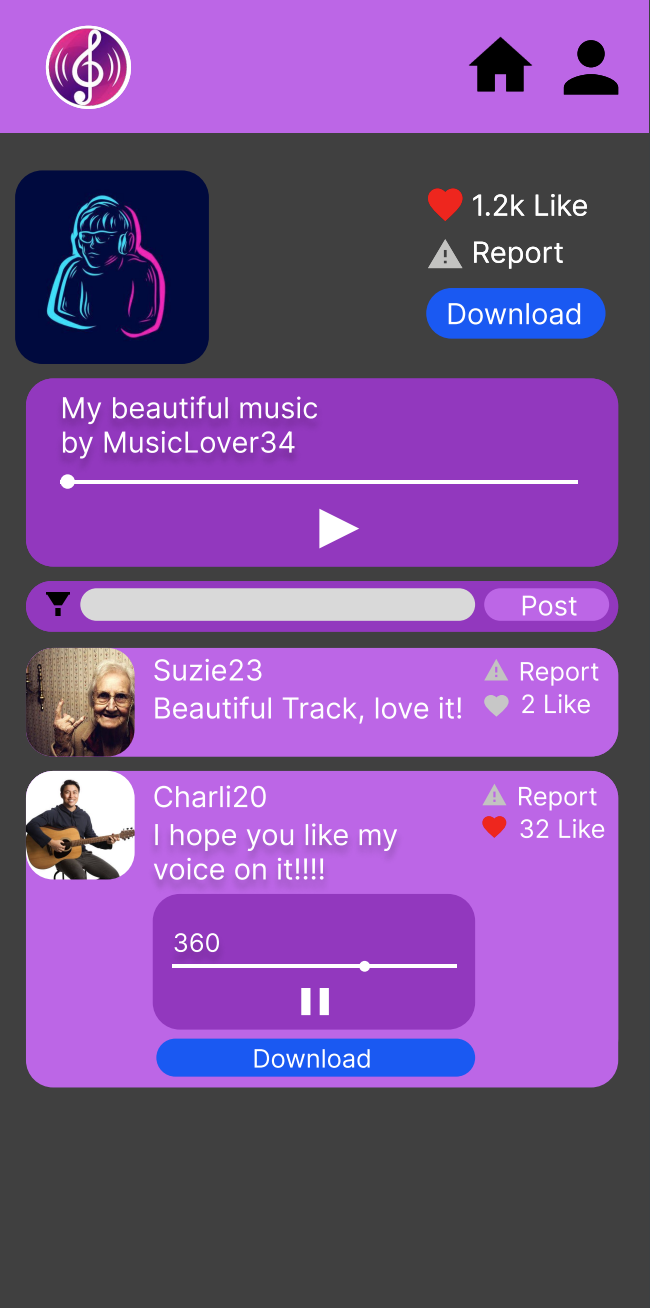 1.2k Like
Report
Download
My beautiful music
by MusicLover34
Post
Suzie23
Beautiful Track, love it!
Report
2 Like
Charli20
I hope you like my
voice on it!!!!
Report
32 Like
360
Download